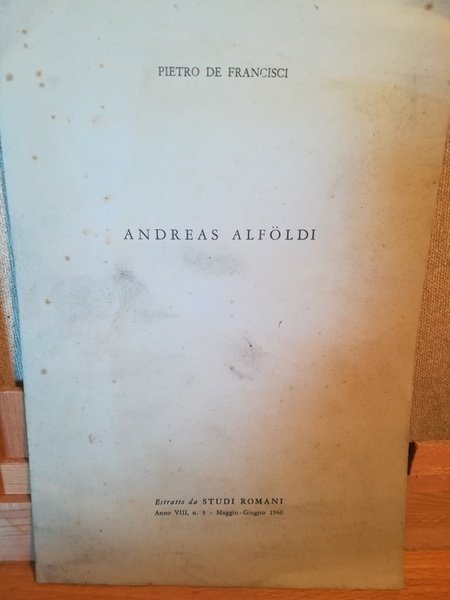 PIETRO DE FRANCISCI
ANDREAS ALFÖLDI
Estratto da STUDI ROMANI
Anno VIII, n. 3 - Maggio-Giugno 1960